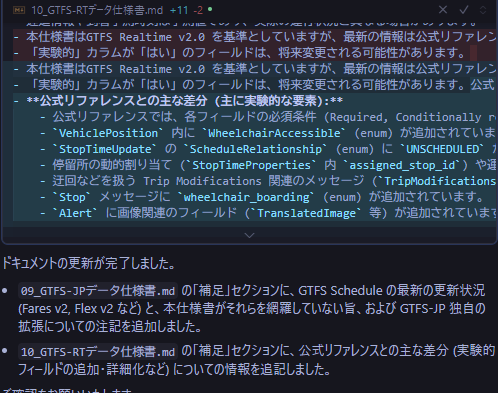 10_GTFS-RTデータ仕様書.md +11 -2
- 本仕様書はGTFS Realtime v2.0 を基準としていますが、最新の情報は公式リファレン
- 「実験的」カラムが「はい」のフィールドは、将来変更される可能性があります。
- 本仕様書はGTFS Realtime v2.0 を基準としていますが、最新の情報は公式リファレン
- 「実験的」カラムが「はい」のフィールドは、将来変更される可能性があります。公式
- **公式リファレンスとの主な差分 (主に実験的な要素):**
- 公式リファレンスでは、各フィールドの必須条件 (Required, Conditionally r
- `VehiclePosition` 内に `WheelchairAccessible` (enum) が追加されていま
- `StopTimeUpdate` の `ScheduleRelationship` (enum) に `UNSCHEDULED`
- 停留所の動的割り当て (`StopTimeProperties` 内 `assigned_stop_id`) や
- 迂回などを扱う Trip Modifications 関連のメッセージ (`TripModifications
- `Stop` メッセージに `wheelchair_boarding` (enum) が追加されています。
- `Alert` に画像関連のフィールド (`TranslatedImage` 等) が追加されています
ドキュメントの更新が完了しました。
• 09_GTFS-JPデータ仕様書.md の「補足」セクションに、GTFS Schedule の最新の更新状況
(Fares v2, Flex v2 など) と、本仕様書がそれらを網羅していない旨、および GTFS-JP 独自の
拡張についての注記を追加しました。
• 10_GTFS-RTデータ仕様書.md の「補足」セクションに、公式リファレンスとの主な差分 (実験的
フィールドの追加・詳細化など) についての情報を追記しました。